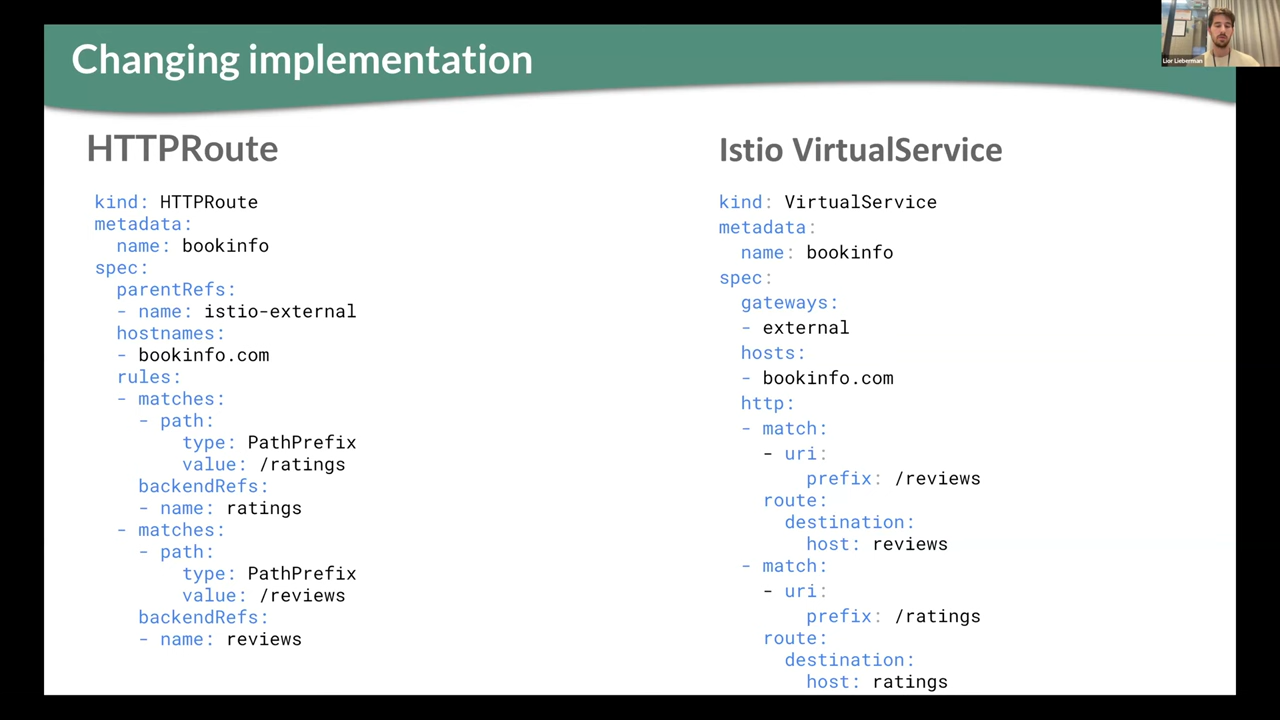 Changing implementation
Lior Lieberman
HTTPRoute
kind: HTTPRoute
metadata:
name: bookinfo
spec:
parentRefs:
- name: istio-external
hostnames:
- bookinfo.com
rules:
- matches:
- path:
type: PathPrefix
value: /ratings
backendRefs:
- name: ratings
- matches:
- path:
type: PathPrefix
value: /reviews
backendRefs:
- name: reviews
Istio VirtualService
kind: VirtualService
metadata:
name: bookinfo
spec:
gateways:
- external
hosts:
- bookinfo.com
http:
- match:
- uri:
prefix: /reviews
route:
destination:
host: reviews
- match:
- uri:
prefix: /ratings
route:
destination:
host: ratings